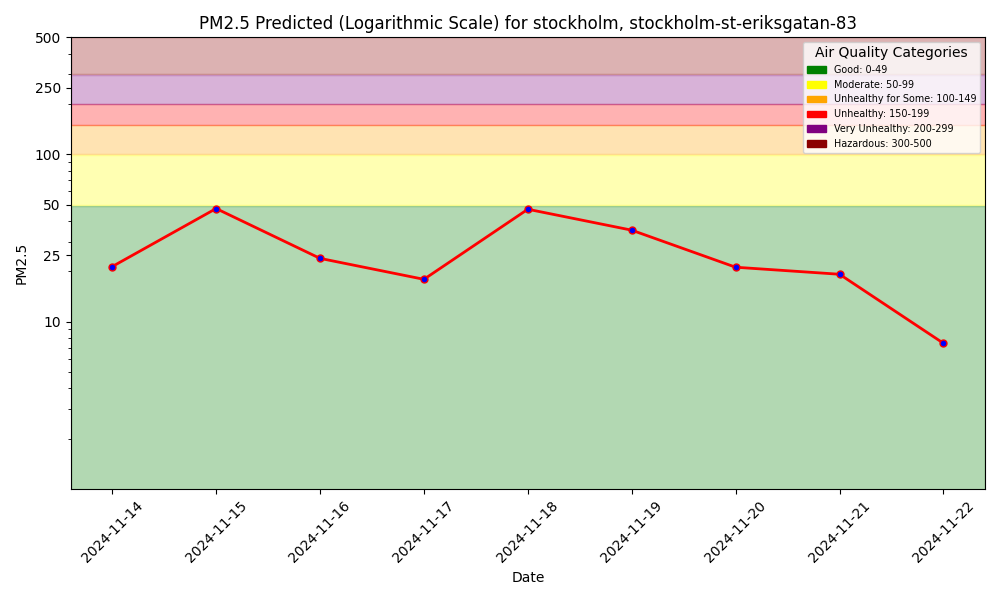 PM2.5 Predicted (Logarithmic Scale) for stockholm, stockholm-st-eriksgatan-83
Air Quality Categories
Good: 0-49
Moderate: 50-99
Unhealthy for Some: 100-149
Unhealthy: 150-199
Very Unhealthy: 200-299
Hazardous: 300-500
PM2.5
500
250
100
50
25
10
2024-11-14
2024-11-15
2024-11-16
2024-11-17
2024-11-18
2024-11-19
2024-11-20
2024-11-21
2024-11-22
Date